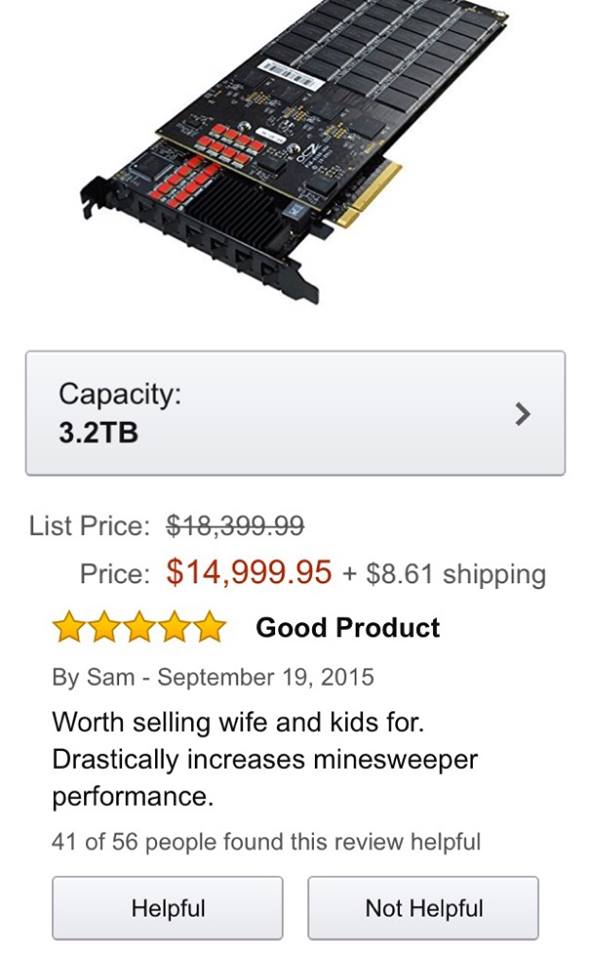 OCZ
Capacity:
3.2TB
List Price: $18,399.99
Price: $14,999.95 + $8.61 shipping
Good Product
By Sam - September 19, 2015
Worth selling wife and kids for.
Drastically increases minesweeper
performance.
41 of 56 people found this review helpful
Helpful
Not Helpful